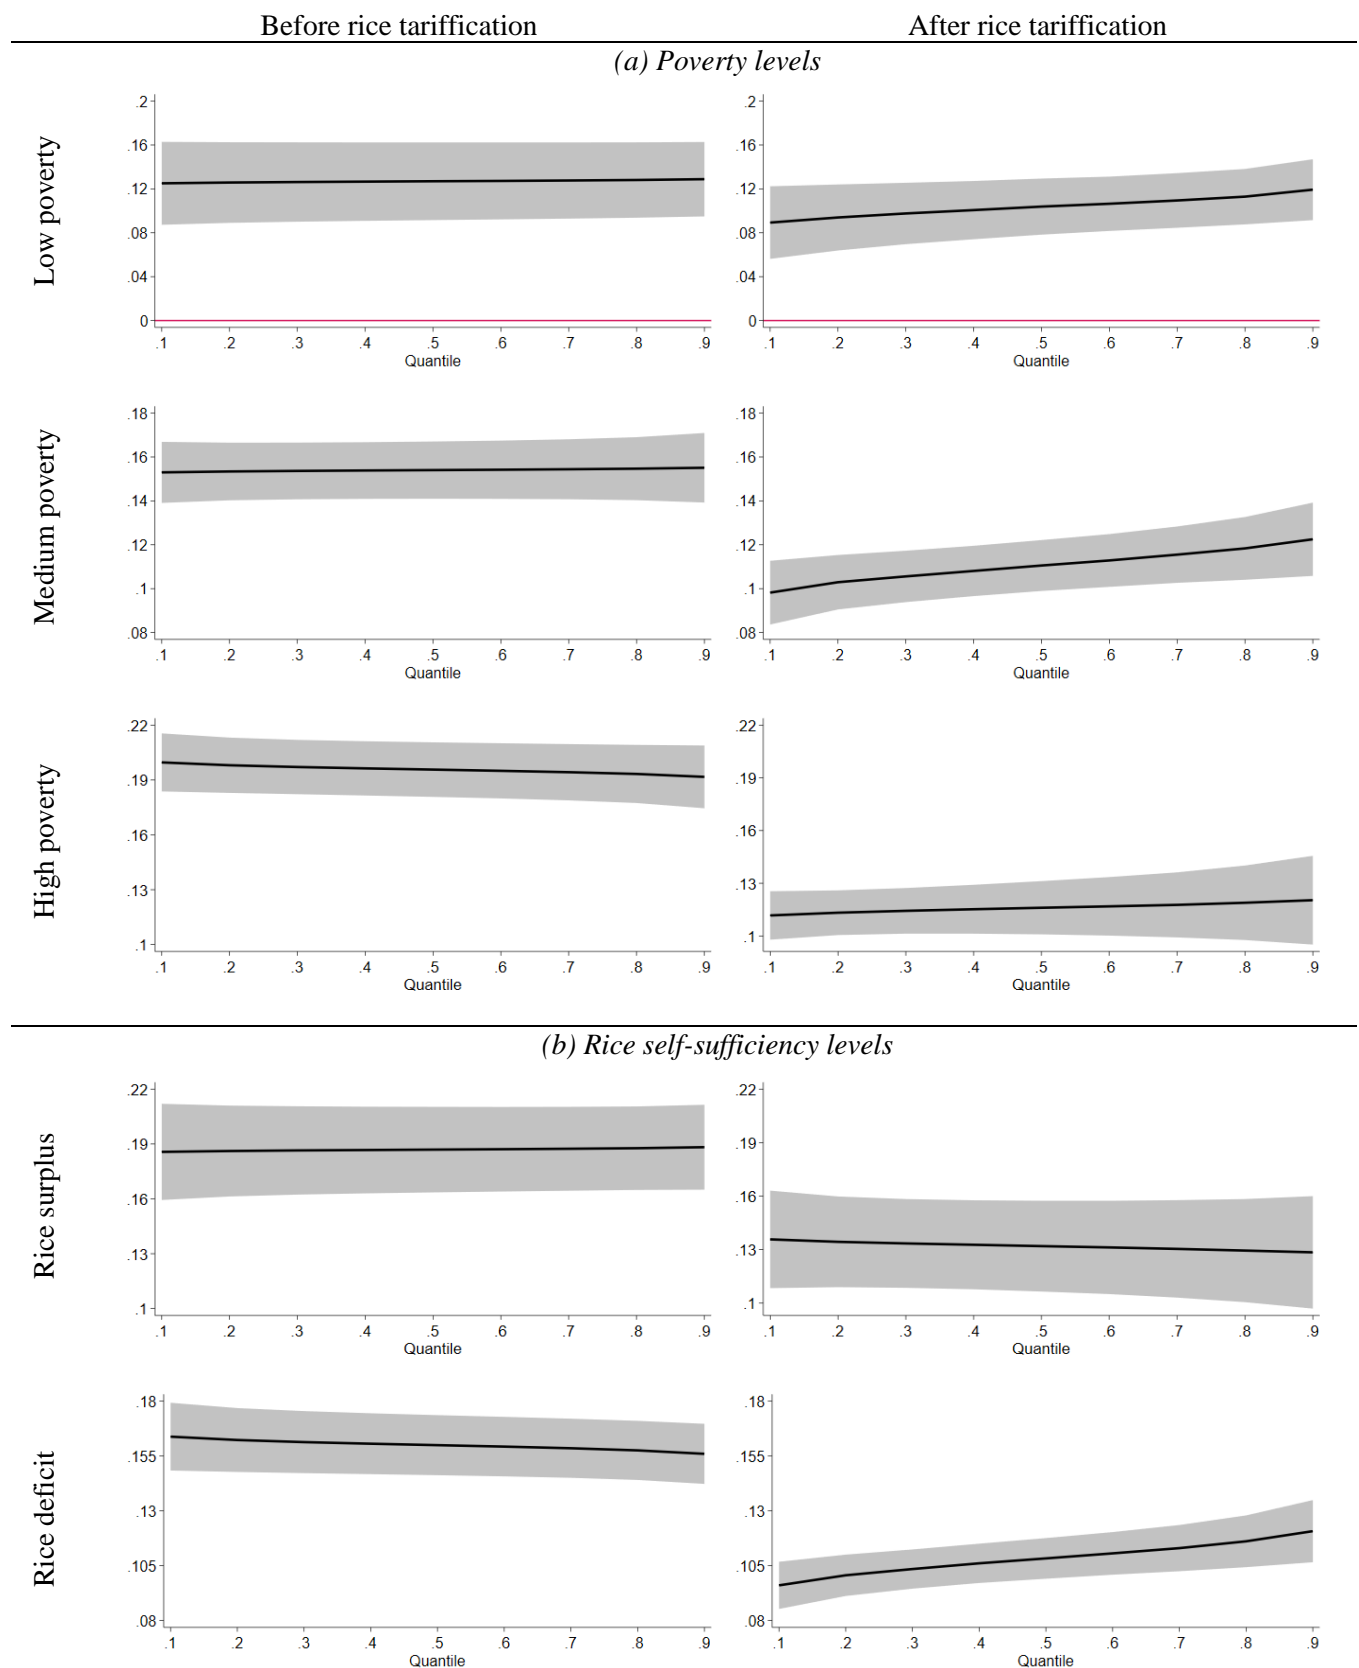 Before rice tariffication After rice tariffication
(a) Poverty levels
Low poverty
.2
.16
.12
.08
.04
0
.1 .2 .3 .4 .5 .6 .7 .8 .9
Quantile
.2
.16
.12
.08
.04
0
.1 .2 .3 .4 .5 .6 .7 .8 .9
Quantile
Medium poverty
.18
.16
.14
.12
.1
.08
.1 .2 .3 .4 .5 .6 .7 .8 .9
Quantile
.18
.16
.14
.12
.1
.08
.1 .2 .3 .4 .5 .6 .7 .8 .9
Quantile
High poverty
.22
.19
.16
.13
.1
.1 .2 .3 .4 .5 .6 .7 .8 .9
Quantile
.22
.19
.16
.13
.1
.1 .2 .3 .4 .5 .6 .7 .8 .9
Quantile
(b) Rice self-sufficiency levels
Rice surplus
.22
.19
.16
.13
.1
.1 .2 .3 .4 .5 .6 .7 .8 .9
Quantile
.22
.19
.16
.13
.1
.1 .2 .3 .4 .5 .6 .7 .8 .9
Quantile
Rice deficit
.18
.155
.13
.105
.08
.1 .2 .3 .4 .5 .6 .7 .8 .9
Quantile
.18
.155
.13
.105
.08
.1 .2 .3 .4 .5 .6 .7 .8 .9
Quantile